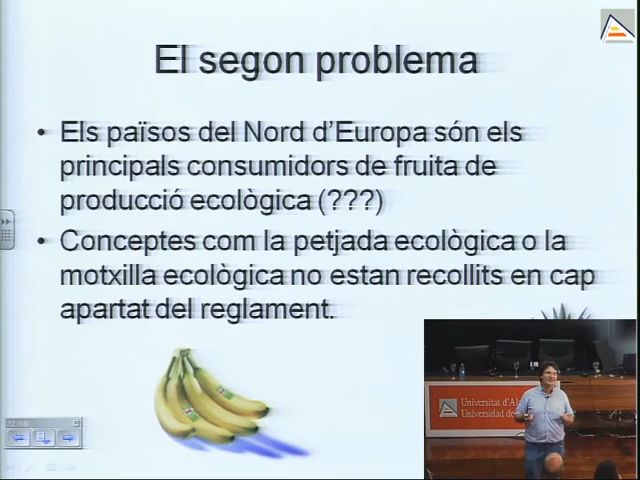 El segon problema
• Els països del Nord d'Europa són els
principals consumidors de fruita de
producció ecològica (???)
• Conceptes com la petjada ecològica o la
motxilla ecològica no estan recollits en cap
apartat del reglament.
Universitat d'Al
Universidad de